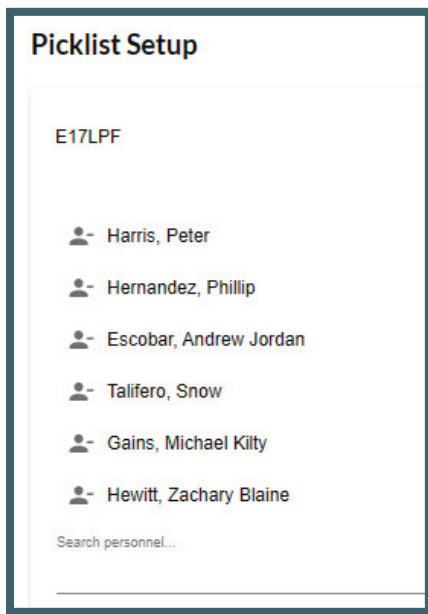 Picklist Setup
E17LPF
Harris, Peter
Hernandez, Phillip
Escobar, Andrew Jordan
Talifero, Snow
Gains, Michael Kilty
Hewitt, Zachary Blaine
Search personnel...